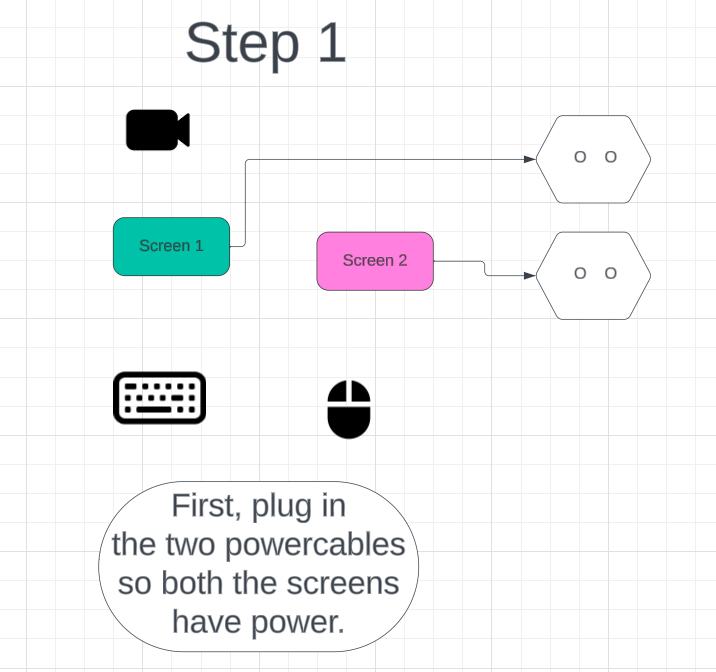 Step 1
O O
Screen 1
Screen 2
O O
First, plug in
the two powercables
so both the screens
have power.